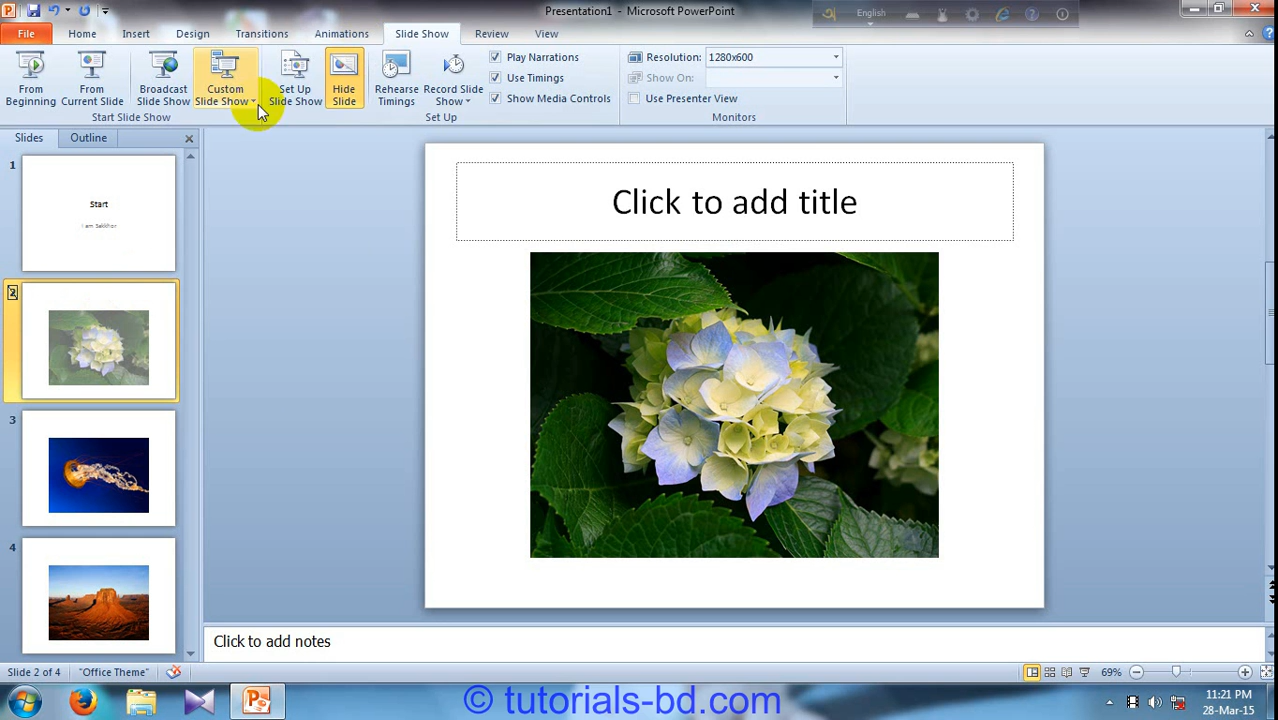 Presentation1 - Microsoft PowerPoint
English
File Home Insert Design Transitions Animations Slide Show Review View
From Beginning
From Current Slide
Broadcast Slide Show
Custom Slide Show
Set Up Slide Show
Hide Slide
Rehearse Timings
Record Slide Show
Play Narrations
Use Timings
Show Media Controls
Resolution: 1280x600
Show On:
Use Presenter View
Start Slide Show
Set Up
Monitors
Slides Outline
1
Start
I am Sakkhor
2
3
4
Click to add title
Click to add notes
Slide 2 of 4 "Office Theme" 69%
© tutorials-bd.com
11:21 PM
28-Mar-15